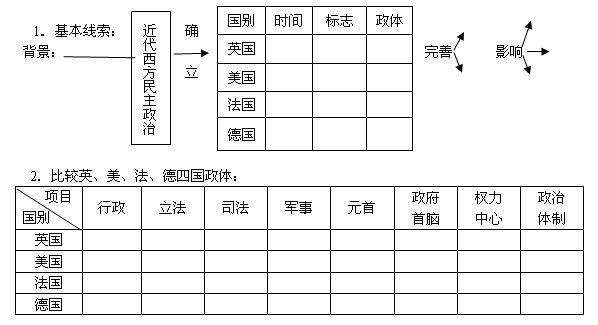 1. 基本线索:
背景:
近代西方民主政治
确
立
国别 时间 标志 政体
英国
美国
法国
德国
完善
影响
2. 比较英、美、法、德四国政体:
项目
国别
行政 立法 司法 军事 元首 政府首脑 权力中心 政治体制
英国
美国
法国
德国